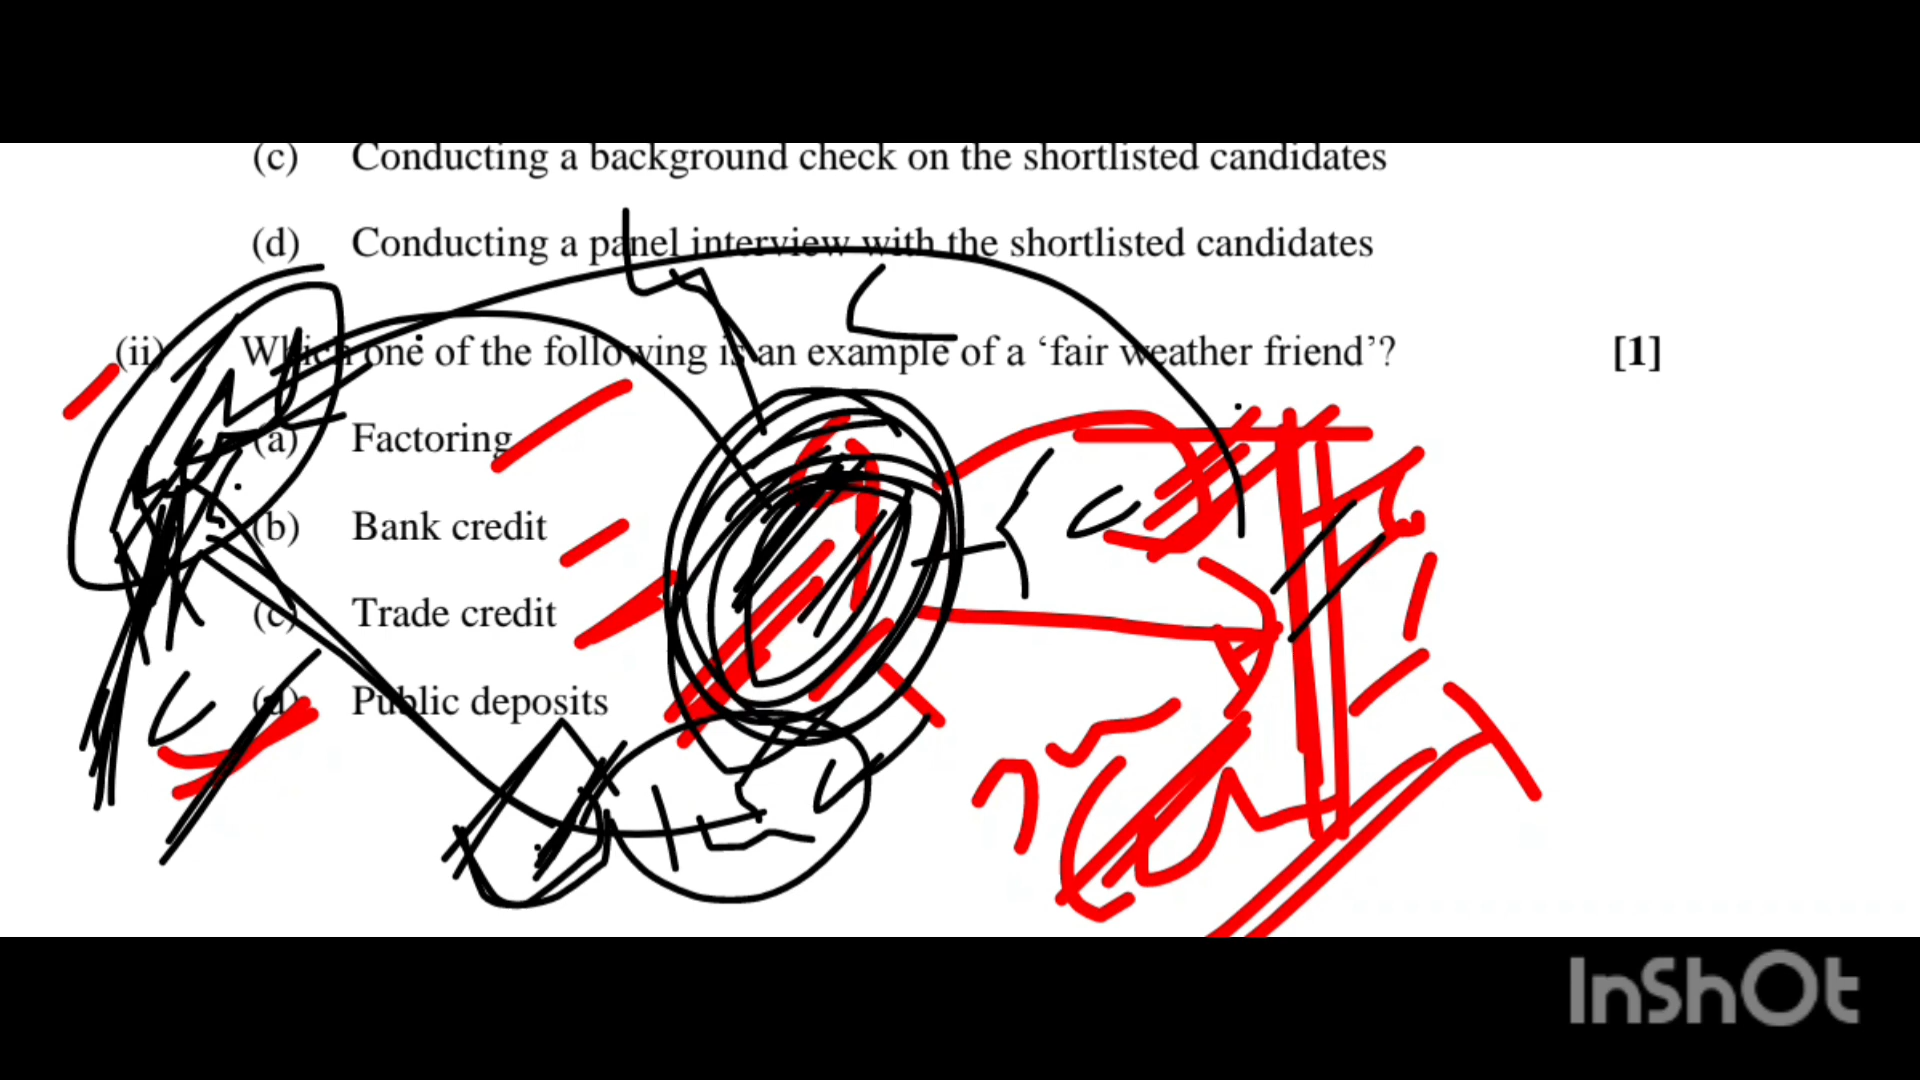 (c) Conducting a background check on the shortlisted candidates
(d) Conducting a panel interview with the shortlisted candidates
(ii) Which one of the following is an example of a ‘fair weather friend’? [1]
(a) Factoring
(b) Bank credit
(c) Trade credit
(d) Public deposits
InShOt